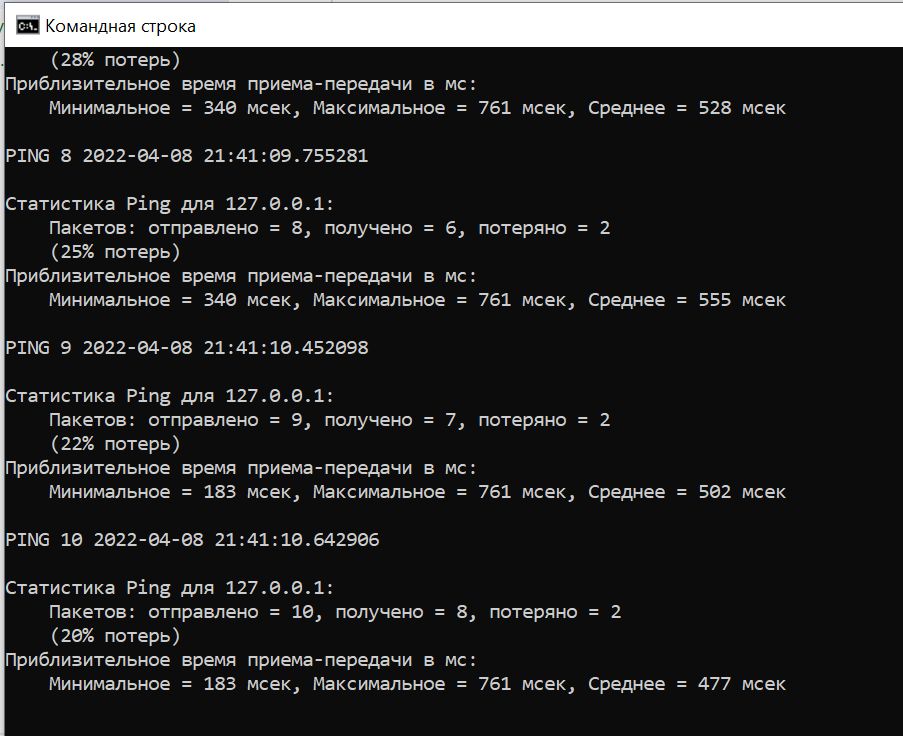 Командная строка
(28% потерь)
Приблизительное время приема-передачи в мс:
Минимальное = 340 мсек, Максимальное = 761 мсек, Среднее = 528 мсек
PING 8 2022-04-08 21:41:09.755281
Статистика Ping для 127.0.0.1:
Пакетов: отправлено = 8, получено = 6, потеряно = 2
(25% потерь)
Приблизительное время приема-передачи в мс:
Минимальное = 340 мсек, Максимальное = 761 мсек, Среднее = 555 мсек
PING 9 2022-04-08 21:41:10.452098
Статистика Ping для 127.0.0.1:
Пакетов: отправлено = 9, получено = 7, потеряно = 2
(22% потерь)
Приблизительное время приема-передачи в мс:
Минимальное = 183 мсек, Максимальное = 761 мсек, Среднее = 502 мсек
PING 10 2022-04-08 21:41:10.642906
Статистика Ping для 127.0.0.1:
Пакетов: отправлено = 10, получено = 8, потеряно = 2
(20% потерь)
Приблизительное время приема-передачи в мс:
Минимальное = 183 мсек, Максимальное = 761 мсек, Среднее = 477 мсек